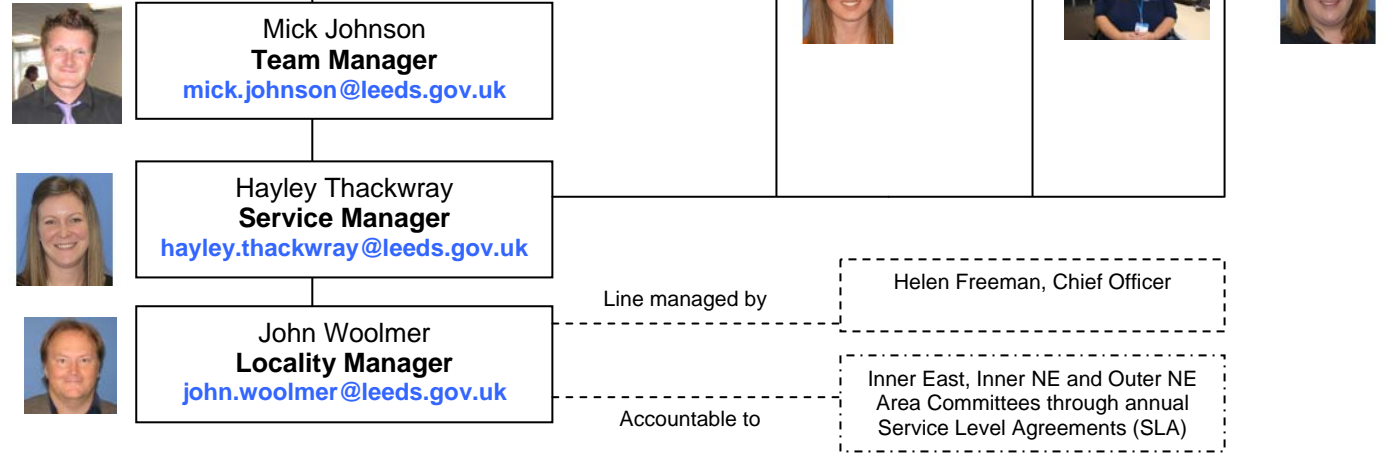 Mick Johnson
Team Manager
mick.johnson@leeds.gov.uk
Hayley Thackwray
Service Manager
hayley.thackwray@leeds.gov.uk
John Woolmer
Locality Manager
john.woolmer@leeds.gov.uk
Line managed by
Helen Freeman, Chief Officer
Accountable to
Inner East, Inner NE and Outer NE
Area Committees through annual
Service Level Agreements (SLA)